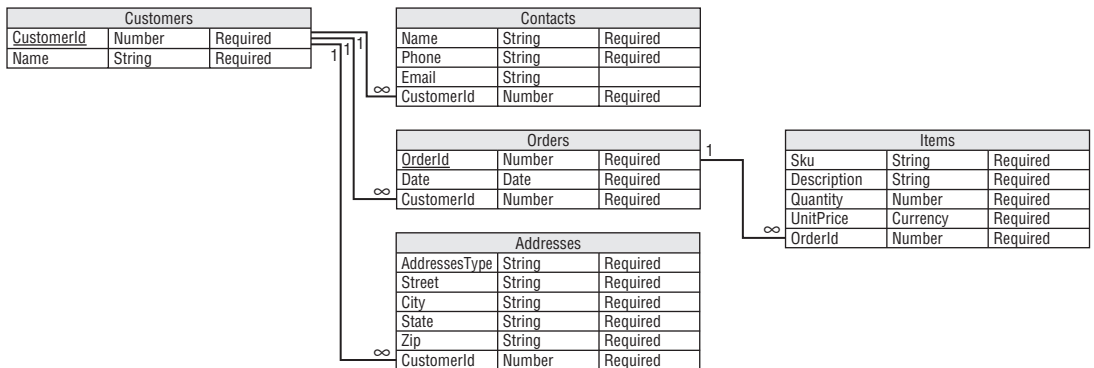 Customers
CustomerId Number Required
Name String Required
1
1
1
Contacts
Name String Required
Phone String Required
Email String
∞ CustomerId Number Required
Orders
OrderId Number Required
Date Date Required
∞ CustomerId Number Required
1
Items
Sku String Required
Description String Required
Quantity Number Required
UnitPrice Currency Required
∞ OrderId Number Required
Addresses
AddressesType String Required
Street String Required
City String Required
State String Required
Zip String Required
∞ CustomerId Number Required